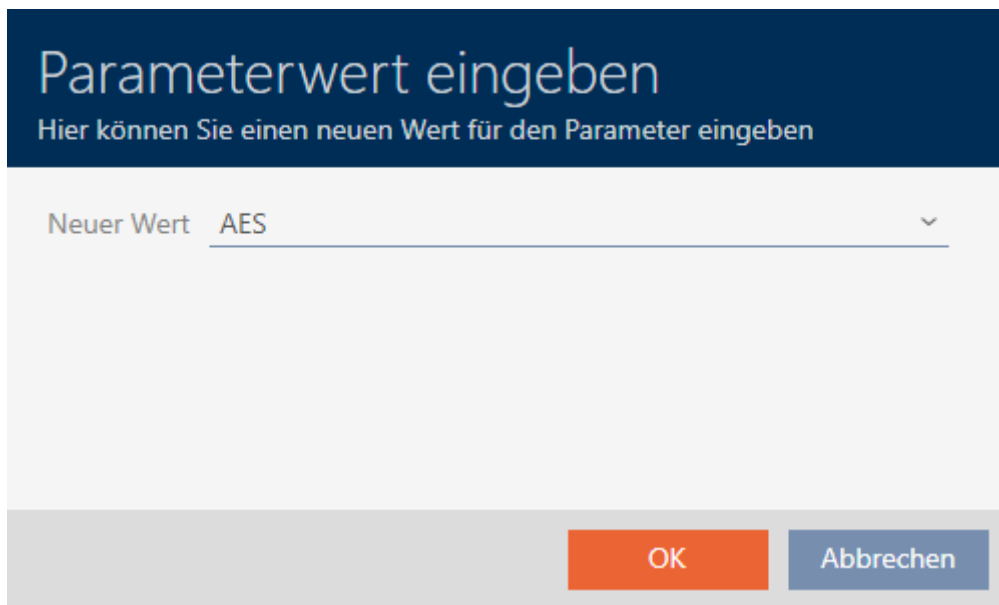 Parameterwert eingeben
Hier können Sie einen neuen Wert für den Parameter eingeben
Neuer Wert AES
OK Abbrechen